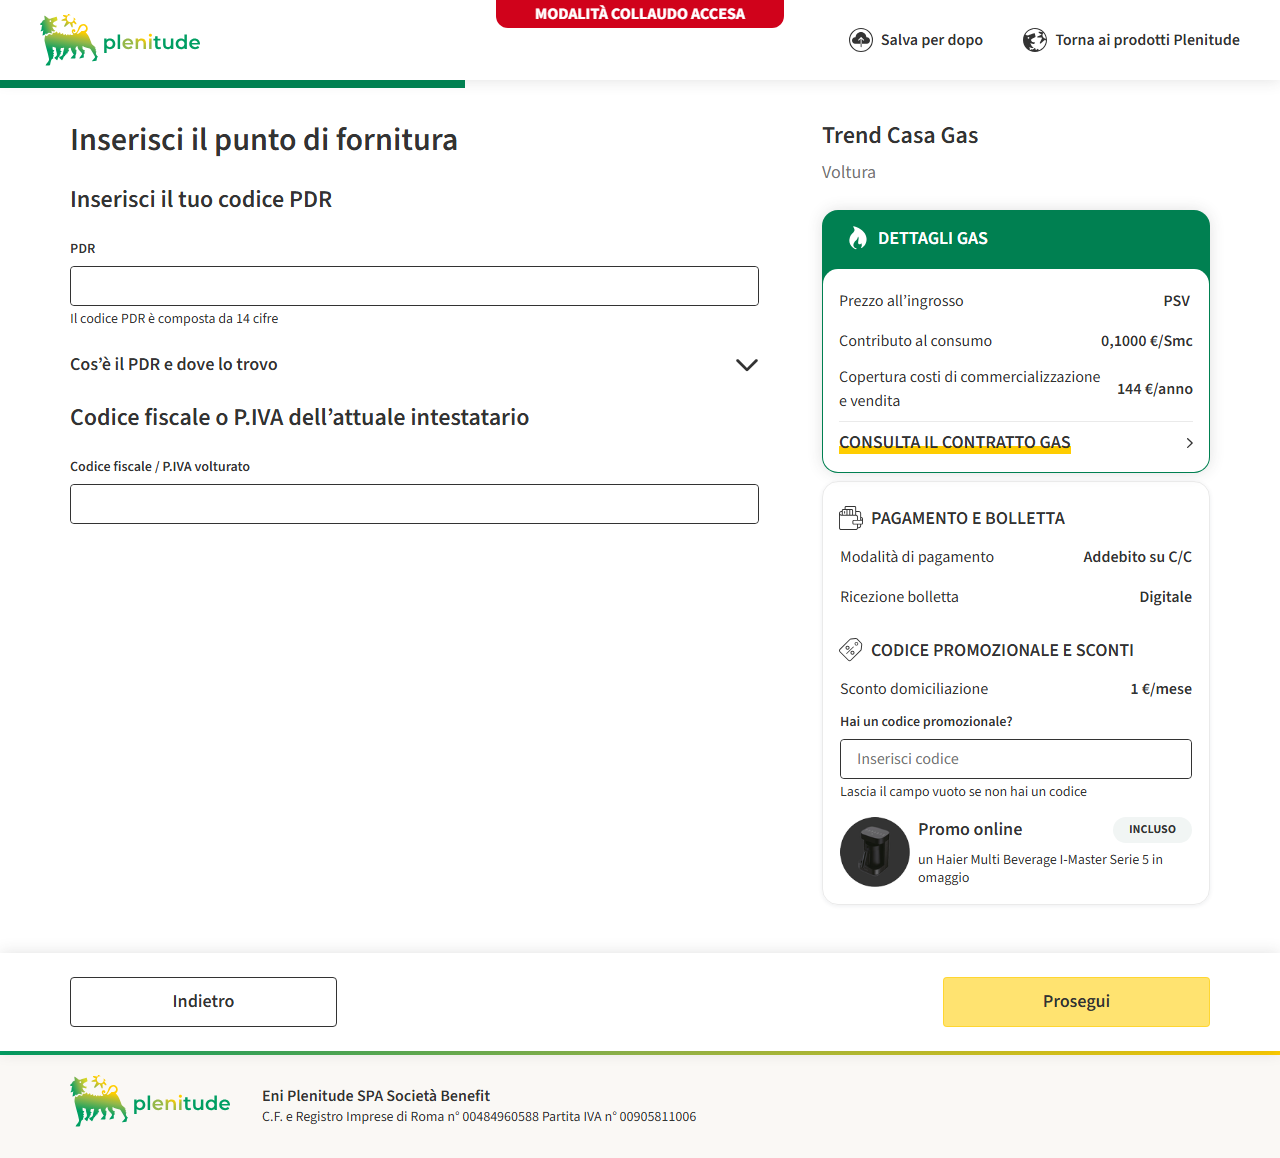 MODALITÀ COLLAUDO ACCESA
plenitude
Salva per dopo
Torna ai prodotti Plenitude
Inserisci il punto di fornitura
Inserisci il tuo codice PDR
PDR
Il codice PDR è composta da 14 cifre
Cos’è il PDR e dove lo trovo
Codice fiscale o P.IVA dell’attuale intestatario
Codice fiscale / P.IVA volturato
Trend Casa Gas
Voltura
DETTAGLI GAS
Prezzo all’ingrosso PSV
Contributo al consumo 0,1000 €/Smc
Copertura costi di commercializzazione
e vendita 144 €/anno
CONSULTA IL CONTRATTO GAS
PAGAMENTO E BOLLETTA
Modalità di pagamento Addebito su C/C
Ricezione bolletta Digitale
CODICE PROMOZIONALE E SCONTI
Sconto domiciliazione 1 €/mese
Hai un codice promozionale?
Inserisci codice
Lascia il campo vuoto se non hai un codice
Promo online INCLUSO
un Haier Multi Beverage I-Master Serie 5 in
omaggio
Indietro
Prosegui
plenitude
Eni Plenitude SPA Società Benefit
C.F. e Registro Imprese di Roma n° 00484960588 Partita IVA n° 00905811006